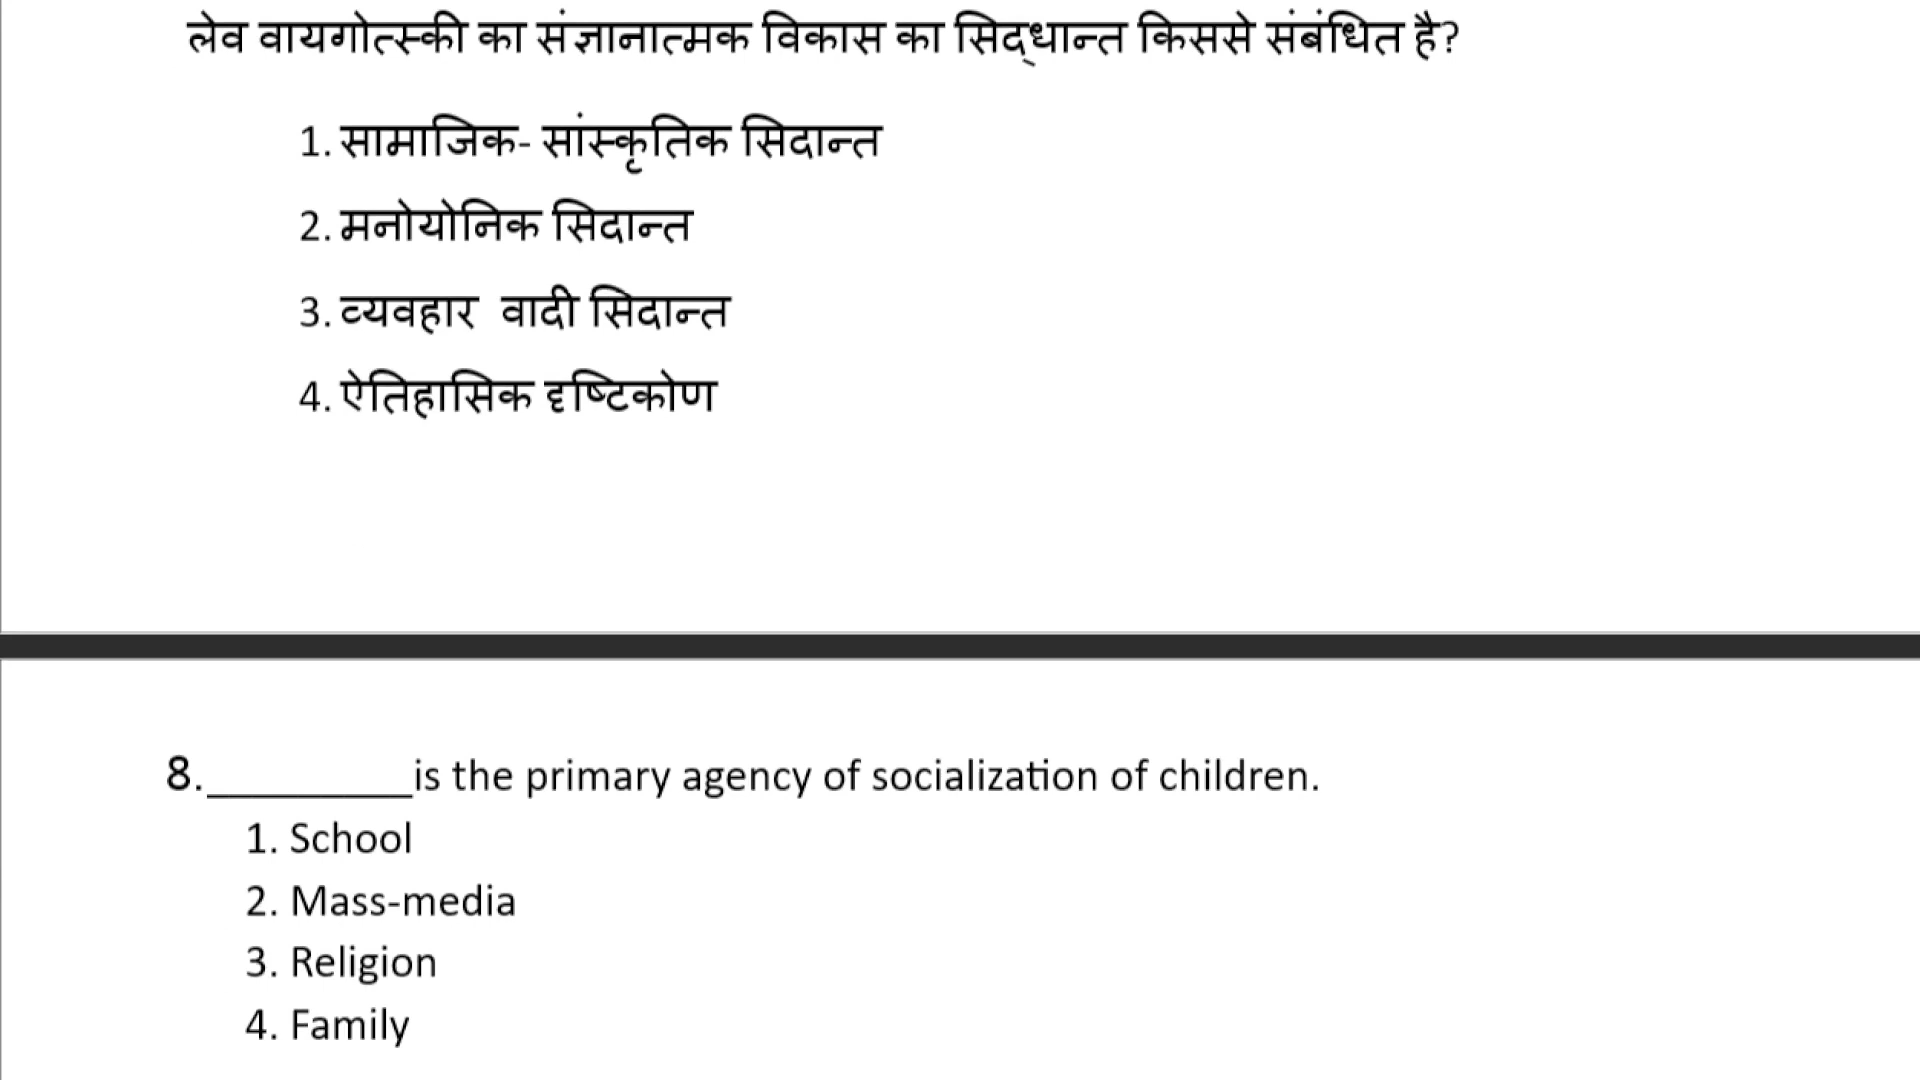 लेव वायगोत्स्की का संज्ञानात्मक विकास का सिद्धान्त किससे संबंधित है?
1. सामाजिक- सांस्कृतिक सिदान्त
2. मनोयोनिक सिदान्त
3. व्यवहार वादी सिदान्त
4. ऐतिहासिक दृष्टिकोण
8.________is the primary agency of socialization of children.
1. School
2. Mass-media
3. Religion
4. Family